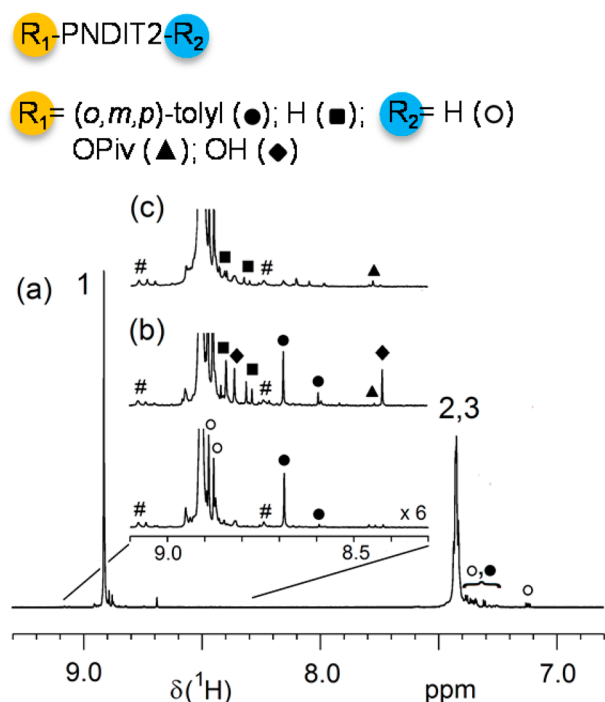 R₁-PNDIT2-R₂
R₁= (o,m,p)-tolyl (●); H (■); R₂= H (○)
OPiv (▲); OH (◆)
(c)
# ■ ■ # ▲
(a) 1
(b)
# ■ ◆ ■ # ● ● ▲ ◆
2,3
○ ○ ●
# # ● x 6
9.0 8.5
○,● ○
9.0 8.0 7.0
δ(¹H) ppm